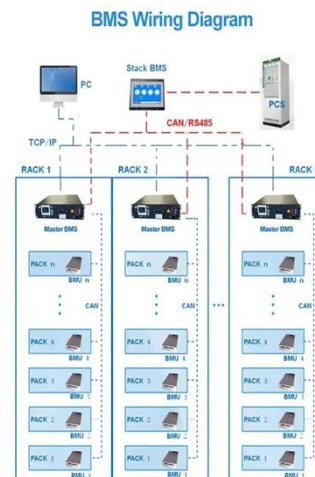 BMS Wiring Diagram
Stack BMS
PC
PCS
CAN/RS485
TCP/IP
RACK 1
RACK 2
RACK
Master BMS
Master BMS
Master BMS
PACK n
PACK n
PACK n
BMU n
BMU n
BMU n
CAN
CAN
CAN
PACK 4
PACK 4
PACK 4
BMU 4
BMU 4
BMU 4
PACK 3
PACK 3
PACK 3
BMU 3
BMU 3
BMU 3
PACK 2
PACK 2
PACK 2
BMU 2
BMU 2
BMU 2
PACK 1
PACK 1
PACK 1
BMU 1
BMU 1
BMU 1